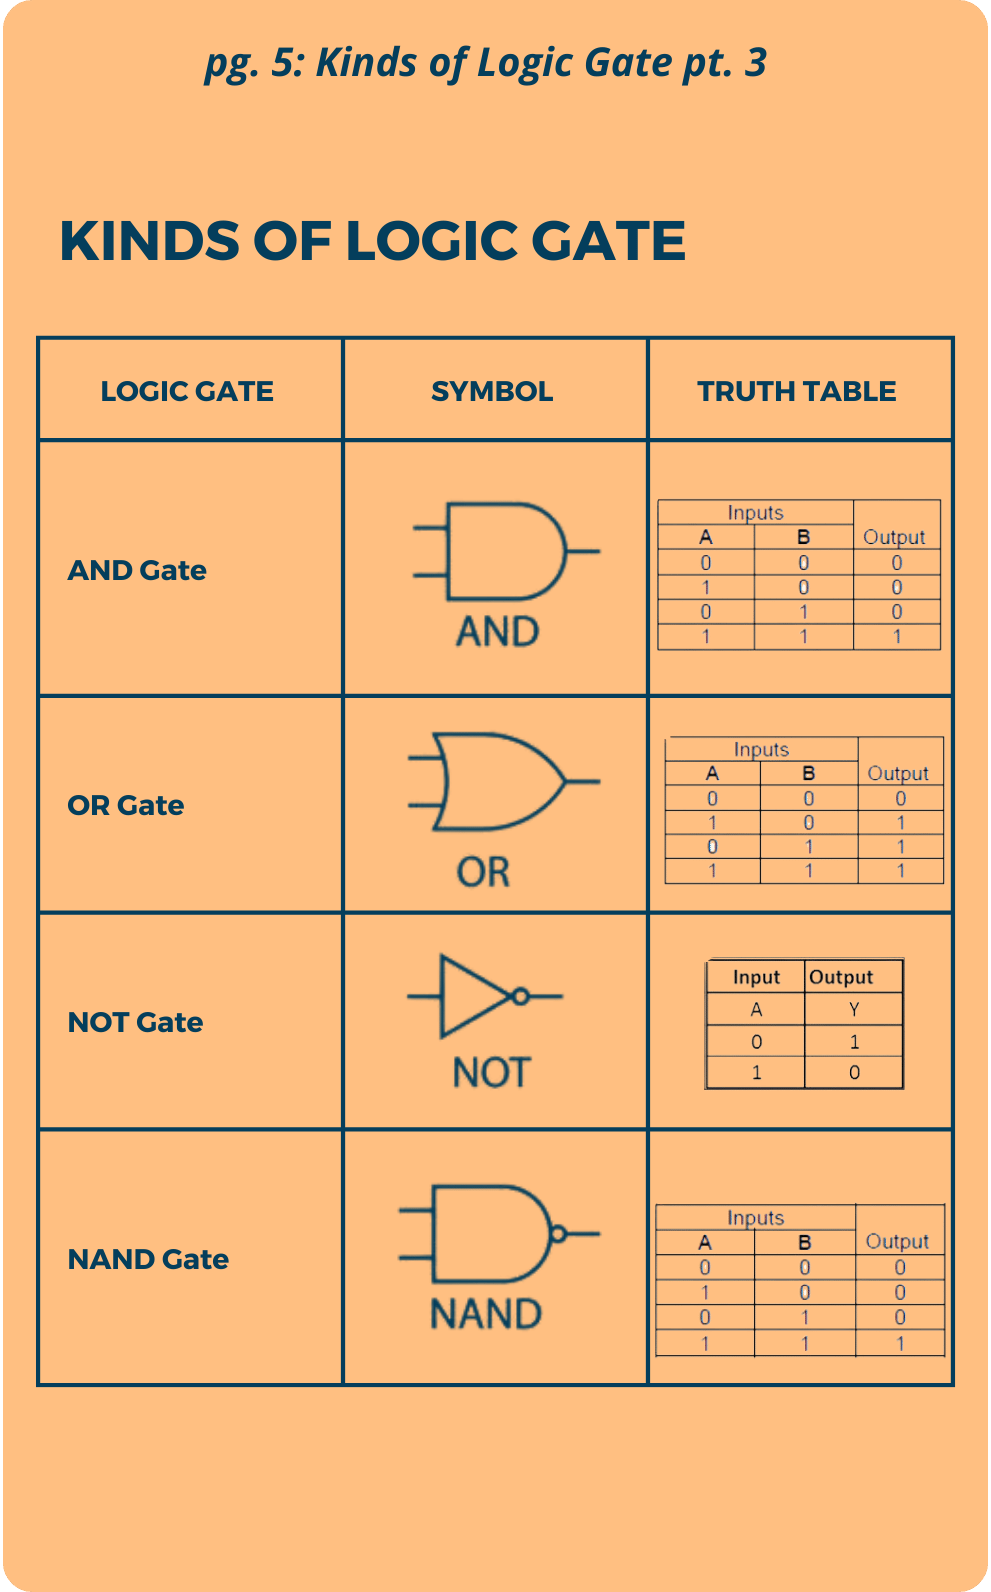 pg. 5: Kinds of Logic Gate pt. 3
KINDS OF LOGIC GATE
LOGIC GATE SYMBOL TRUTH TABLE
AND Gate
AND
Inputs
A B Output
0 0 0
1 0 0
0 1 0
1 1 1
OR Gate
OR
Inputs
A B Output
0 0 0
1 0 1
0 1 1
1 1 1
NOT Gate
NOT
Input Output
A Y
0 1
1 0
NAND Gate
NAND
Inputs
A B Output
0 0 0
1 0 0
0 1 0
1 1 1